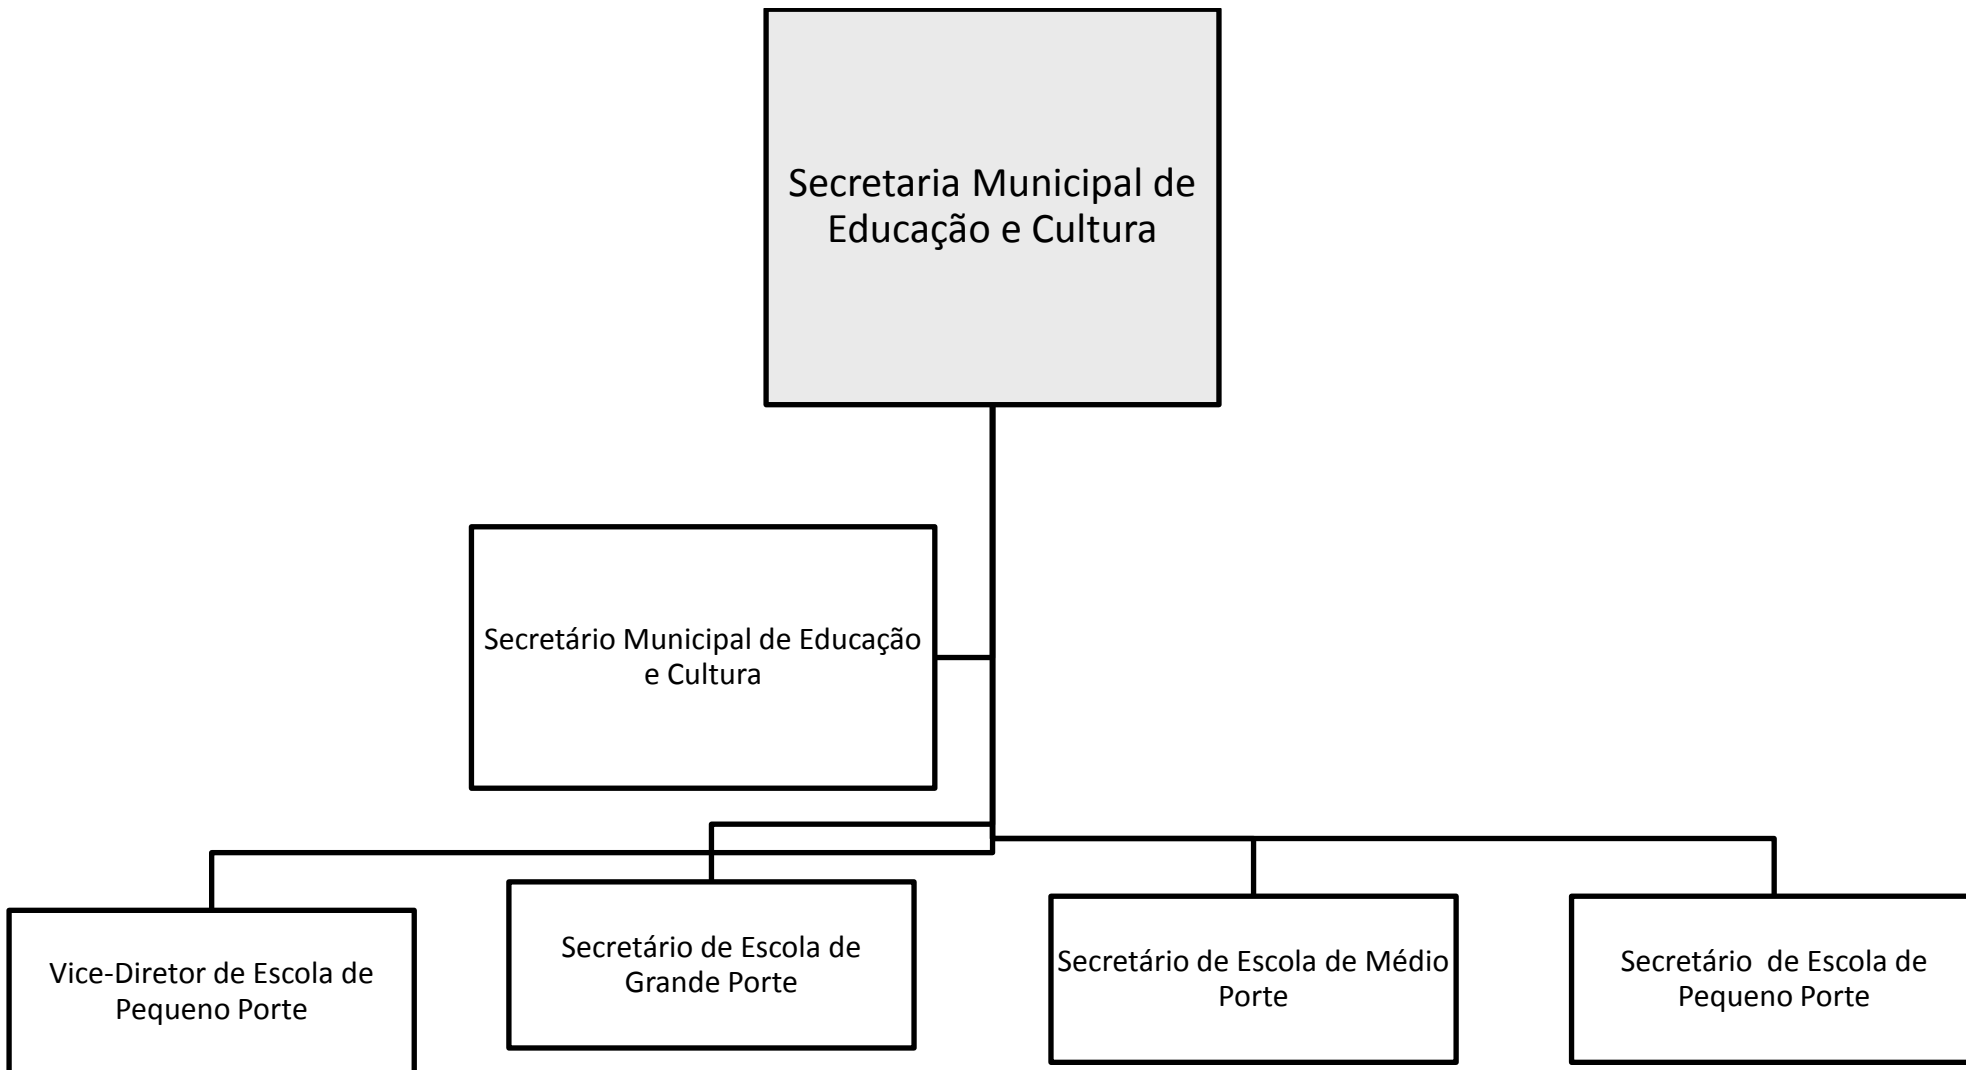 Secretaria Municipal de
Educação e Cultura
Secretário Municipal de Educação
e Cultura
Vice-Diretor de Escola de
Pequeno Porte
Secretário de Escola de
Grande Porte
Secretário de Escola de Médio
Porte
Secretário  de Escola de
Pequeno Porte